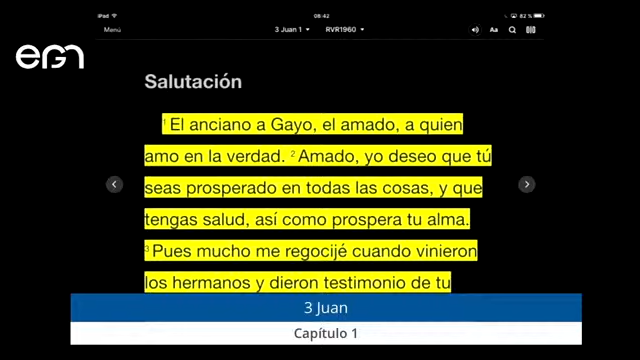 iPad 08:42 82 %
Menú 3 Juan 1 RVR1960 Aa
ern
Salutación
1 El anciano a Gayo, el amado, a quien
amo en la verdad. 2 Amado, yo deseo que tú
seas prosperado en todas las cosas, y que
tengas salud, así como prospera tu alma.
3 Pues mucho me regocijé cuando vinieron
los hermanos y dieron testimonio de tu
3 Juan
Capítulo 1